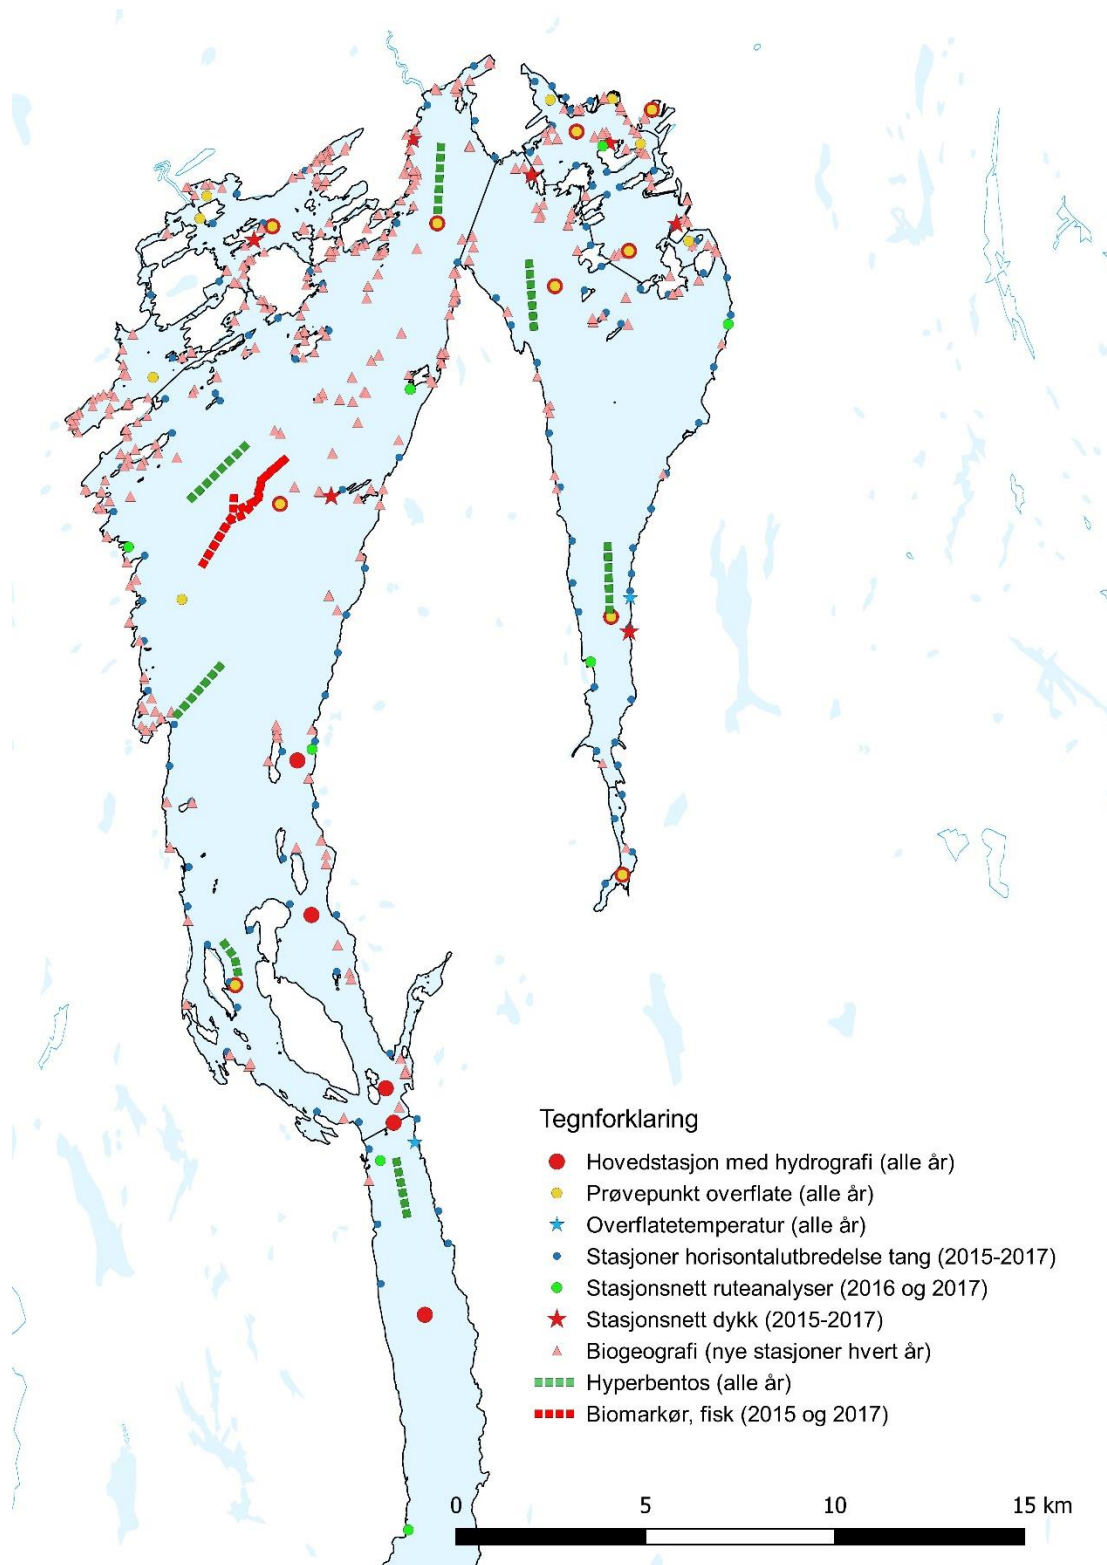 Tegnforklaring
Hovedstasjon med hydrografi (alle år)
Prøvepunkt overflate (alle år)
Overflatetemperatur (alle år)
Stasjoner horisontalutbredelse tang (2015-2017)
Stasjonsnett ruteanalyser (2016 og 2017)
Stasjonsnett dykk (2015-2017)
Biogeografi (nye stasjoner hvert år)
Hyperbentos (alle år)
Biomarkør, fisk (2015 og 2017)
0 5 10 15 km